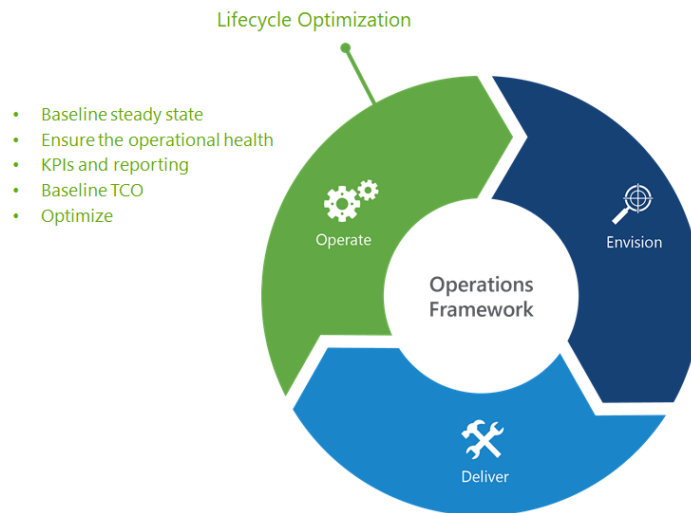 Lifecycle Optimization
• Baseline steady state
• Ensure the operational health
• KPIs and reporting
• Baseline TCO
• Optimize
Operate
Envision
Operations
Framework
Deliver